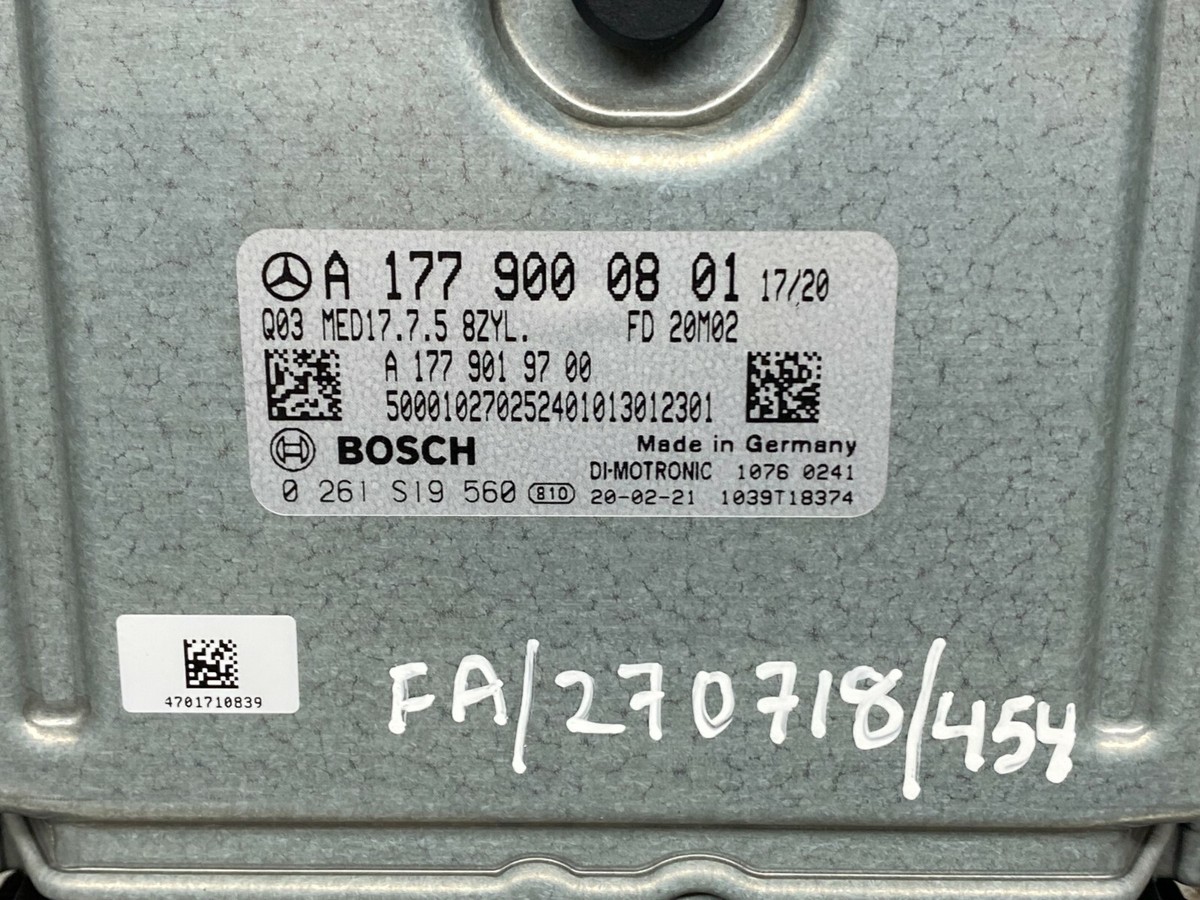 A 177 900 08 01 17/20
Q03 MED17.7.5 8ZYL. FD 20M02
A 177 901 97 00
500010270252401013012301
BOSCH Made in Germany
DI-MOTRONIC 1076 0241
0 261 S19 560 810 20-02-21 1039T18374
4701710839
FA/270718/454